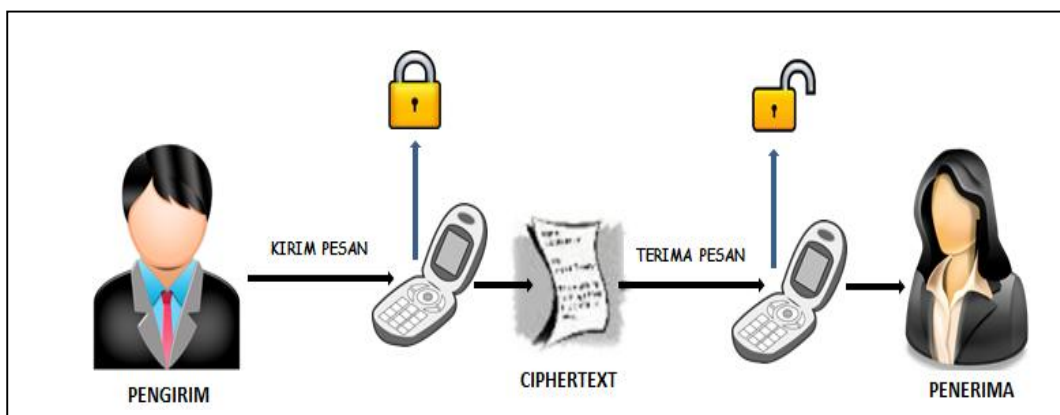 KIRIM PESAN
TERIMA PESAN
PENGIRIM
CIPHERTEXT
PENERIMA